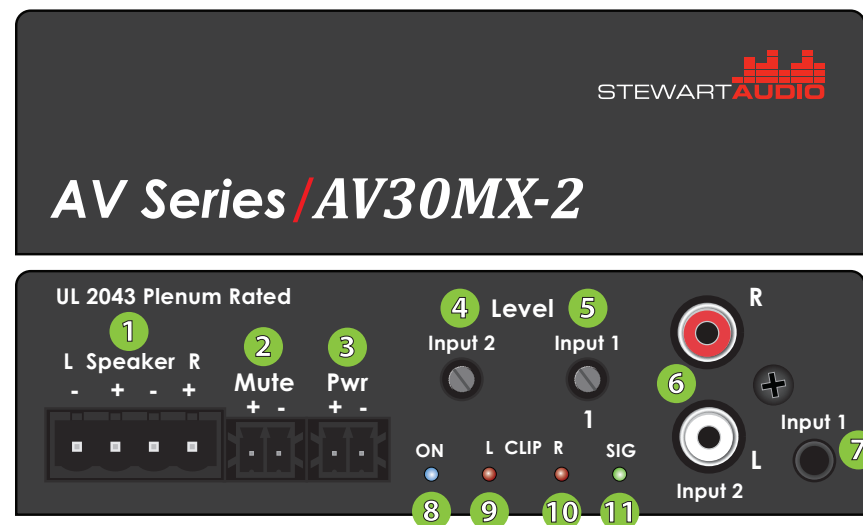 STEWARTAUDIO
AV Series/AV30MX-2
UL 2043 Plenum Rated
1
L Speaker R
- + - +
2
Mute
+ -
3
Pwr
+ -
4 Level 5
Input 2 Input 1
1
R
6
L
Input 2
Input 1
7
ON L CLIP R SIG
8 9 10 11